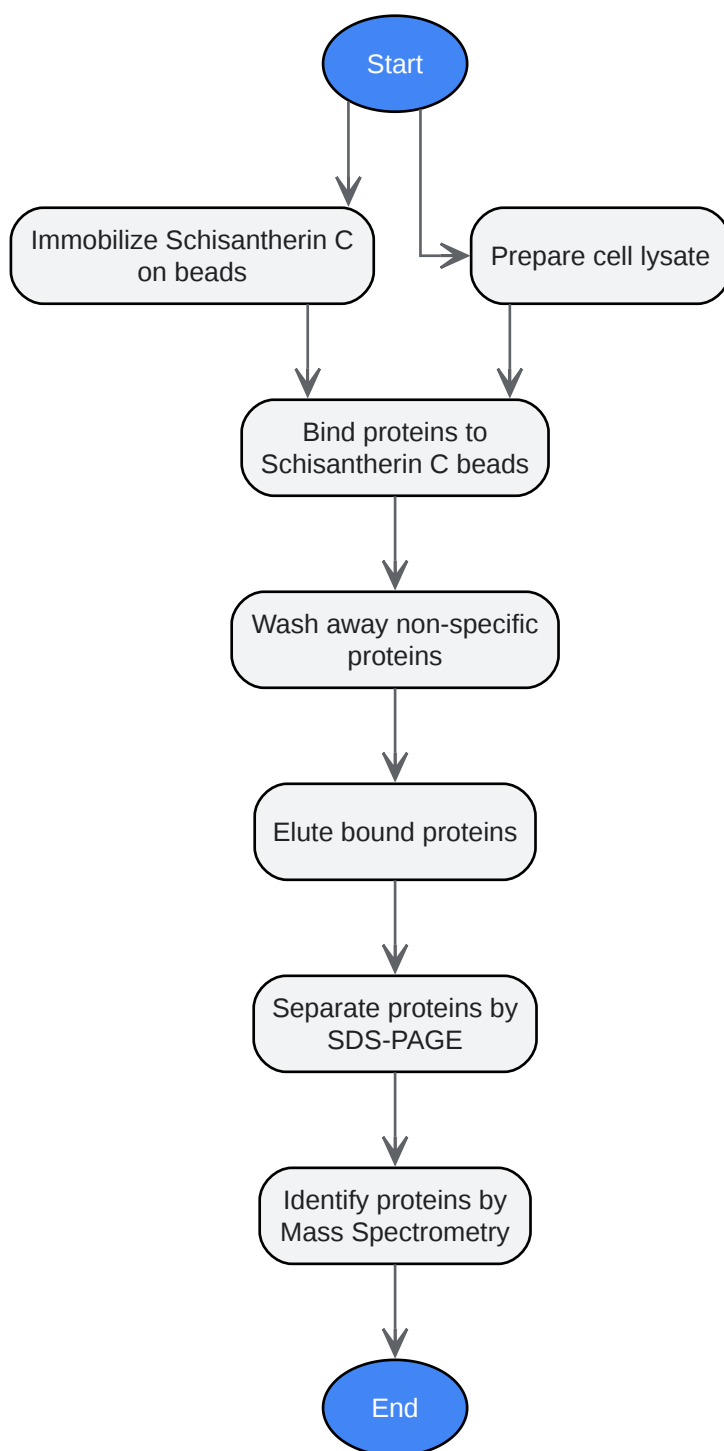 Start
Immobilize Schisantherin C
on beads
Prepare cell lysate
Bind proteins to
Schisantherin C beads
Wash away non-specific
proteins
Elute bound proteins
Separate proteins by
SDS-PAGE
Identify proteins by
Mass Spectrometry
End